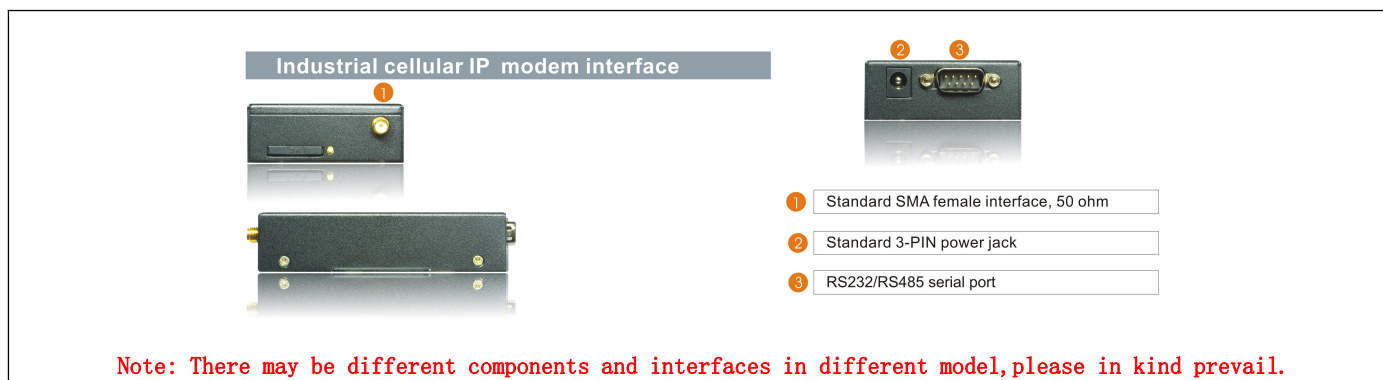 Industrial cellular IP modem interface
1
2 3
1 Standard SMA female interface, 50 ohm
2 Standard 3-PIN power jack
3 RS232/RS485 serial port
Note: There may be different components and interfaces in different model,please in kind prevail.